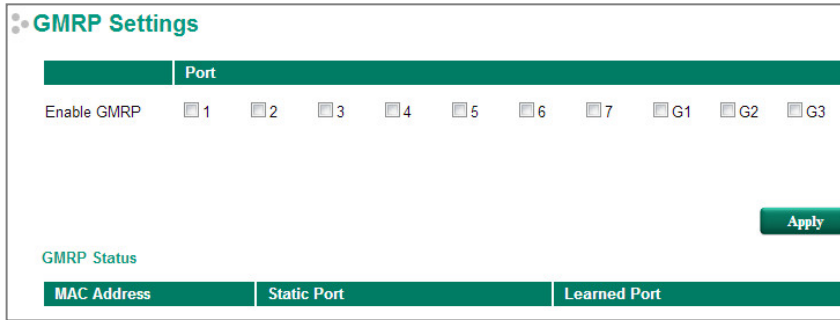 GMRP Settings
Port
Enable GMRP 1 2 3 4 5 6 7 G1 G2 G3
Apply
GMRP Status
MAC Address Static Port Learned Port